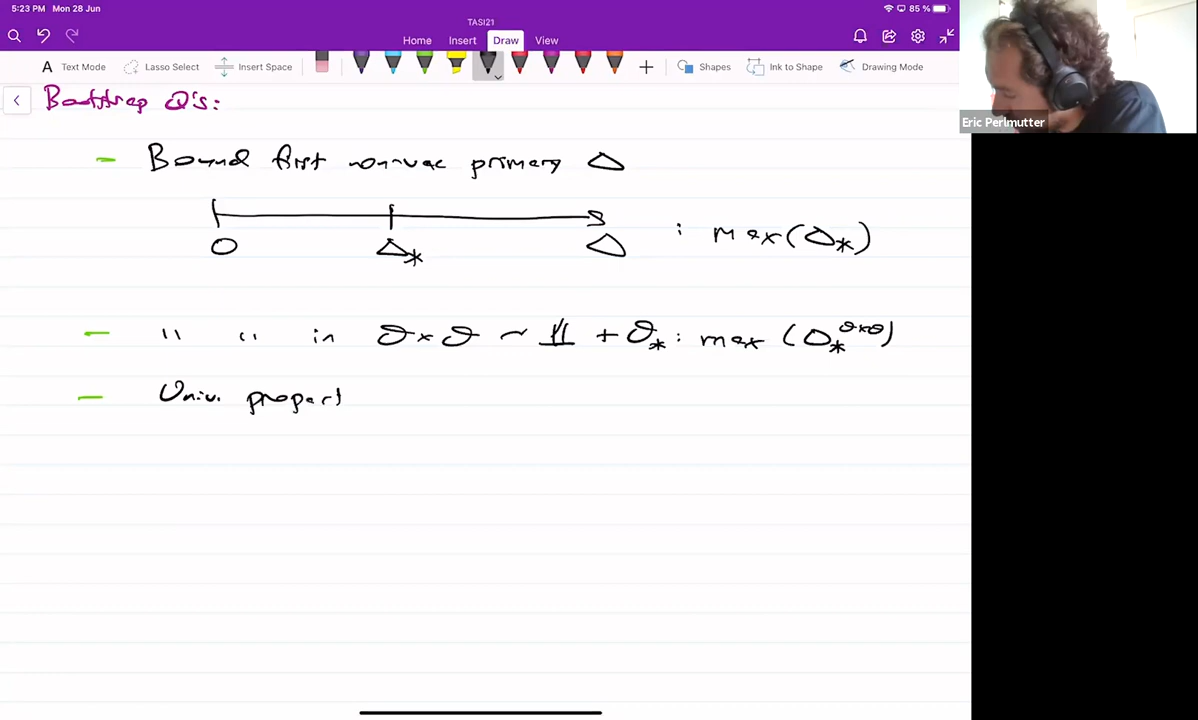 5:23 PM Mon 28 Jun
85 %
TASI21
Home Insert Draw View
A Text Mode Lasso Select Insert Space Shapes Ink to Shape Drawing Mode
Bootstrap Q's:
Eric Perlmutter
- Bound first nonvac primary Δ
0 Δ* Δ : max(Δ*)
- " " in O×O ~ 𝟙 + O* : max (Δ*^O×O)
- Univ. propert